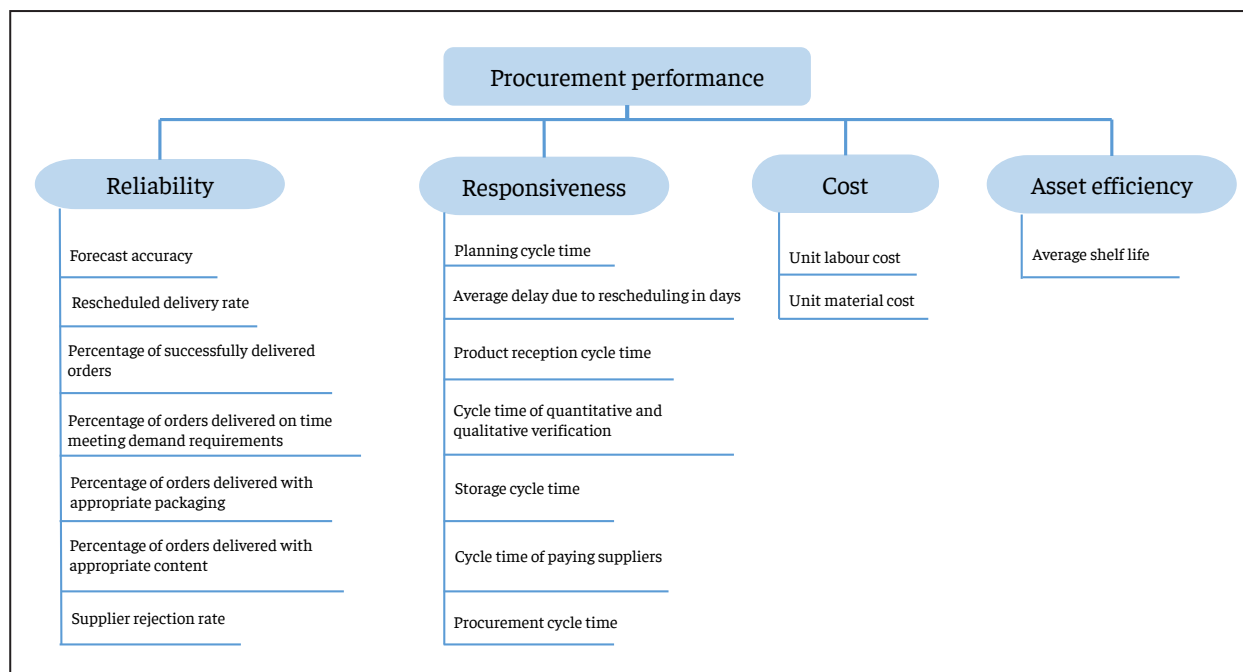 Procurement performance
Reliability
Forecast accuracy
Rescheduled delivery rate
Percentage of successfully delivered
orders
Percentage of orders delivered on time
meeting demand requirements
Percentage of orders delivered with
appropriate packaging
Percentage of orders delivered with
appropriate content
Supplier rejection rate
Responsiveness
Planning cycle time
Average delay due to rescheduling in days
Product reception cycle time
Cycle time of quantitative and
qualitative verification
Storage cycle time
Cycle time of paying suppliers
Procurement cycle time
Cost
Unit labour cost
Unit material cost
Asset efficiency
Average shelf life